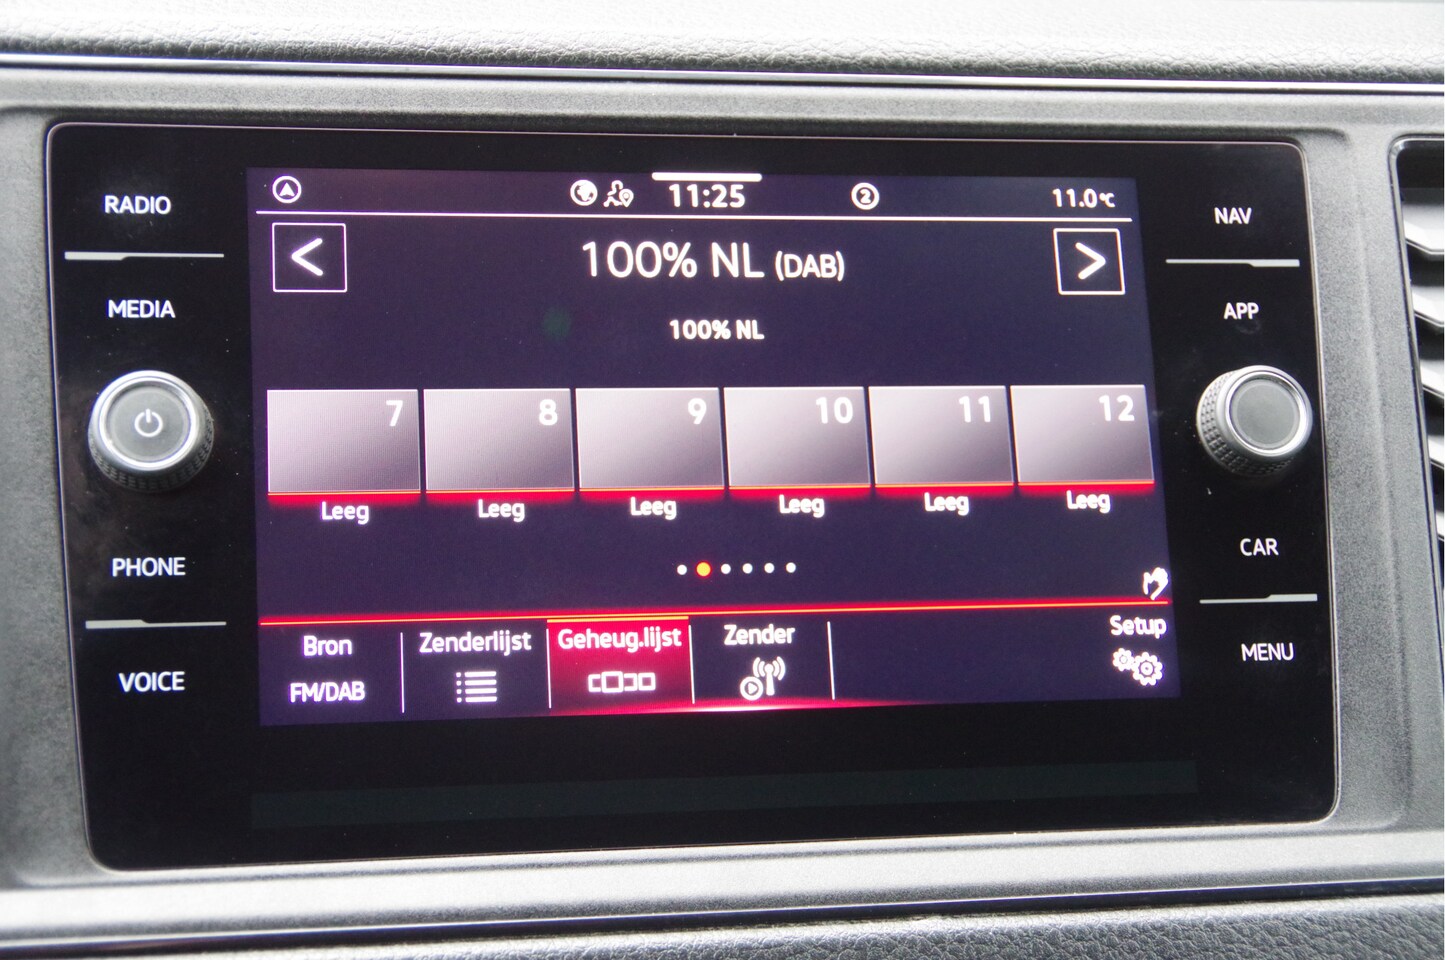 RADIO
MEDIA
PHONE
VOICE
11:25
2
11.0°C
<
100% NL (DAB)
>
100% NL
7 8 9 10 11 12
Leeg Leeg Leeg Leeg Leeg Leeg
Bron Zenderlijst Geheug.lijst Zender Setup
FM/DAB
NAV
APP
CAR
MENU